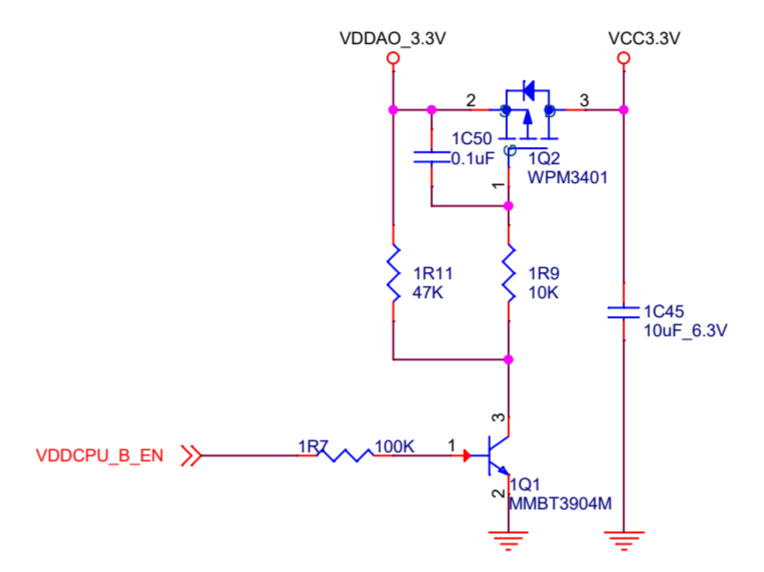 VDDAO_3.3V
VCC3.3V
2
3
S
D
1C50
0.1uF
G
1Q2
WPM3401
1
1R11
47K
1R9
10K
1C45
10uF_6.3V
3
VDDCPU_B_EN
1R7
100K
1
2
1Q1
MMBT3904M